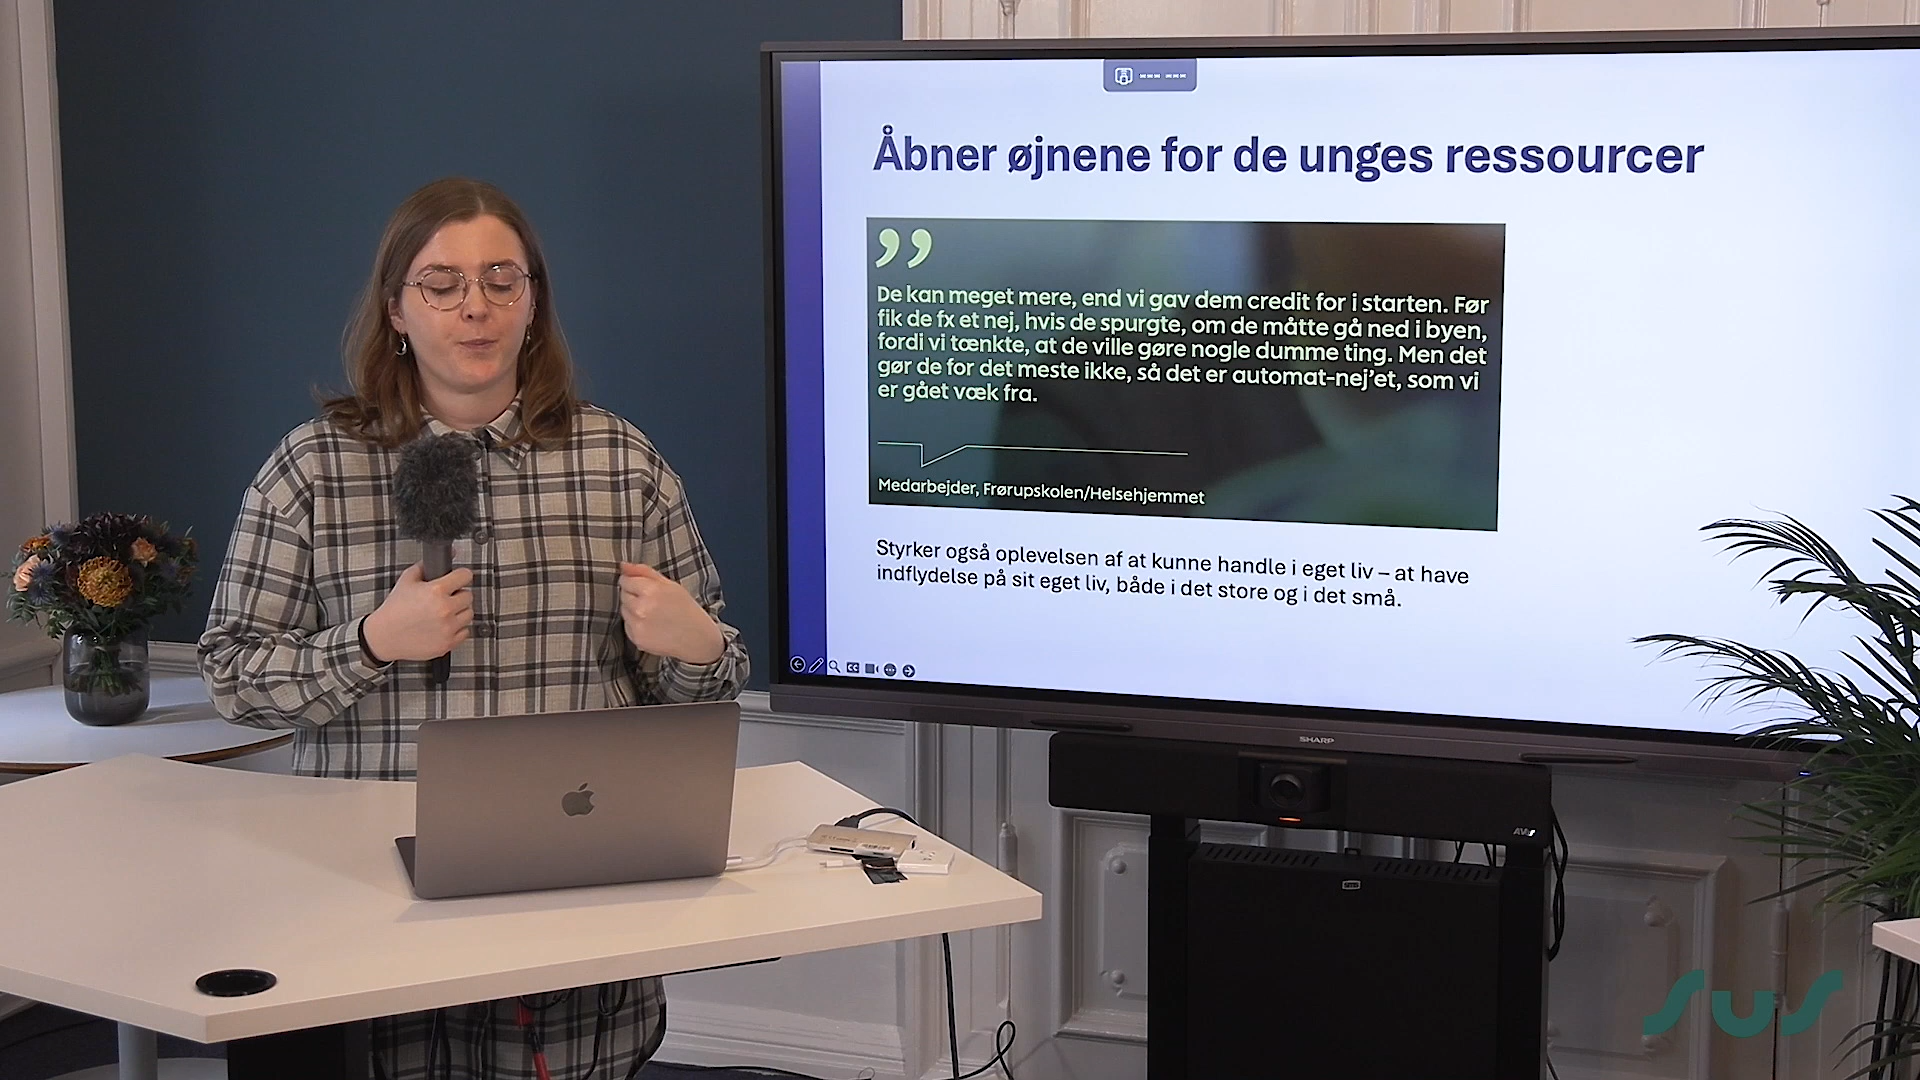 Åbner øjnene for de unges ressourcer
”
De kan meget mere, end vi gav dem credit for i starten. Før
fik de fx et nej, hvis de spurgte, om de måtte gå ned i byen,
fordi vi tænkte, at de ville gøre nogle dumme ting. Men det
gør de for det meste ikke, så det er automat-nej’et, som vi
er gået væk fra.
Medarbejder, Frørupskolen/Helsehjemmet
Styrker også oplevelsen af at kunne handle i eget liv – at have
indflydelse på sit eget liv, både i det store og i det små.
SHARP
sus